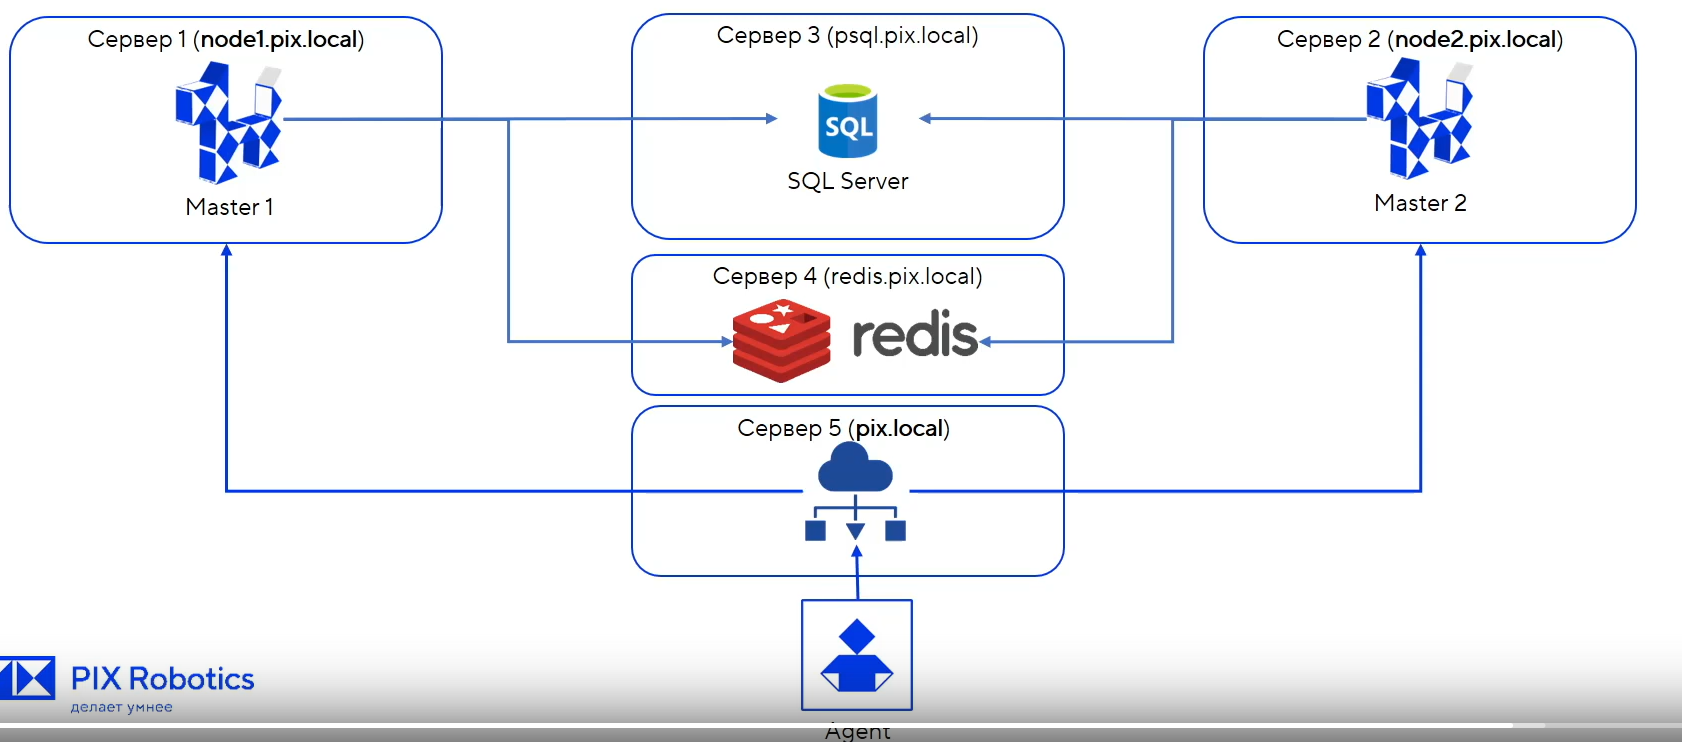 Сервер 1 (node1.pix.local)
Master 1
Сервер 3 (psql.pix.local)
SQL
SQL Server
Сервер 2 (node2.pix.local)
Master 2
Сервер 4 (redis.pix.local)
redis
Сервер 5 (pix.local)
Agent
PIX Robotics
делает умнее